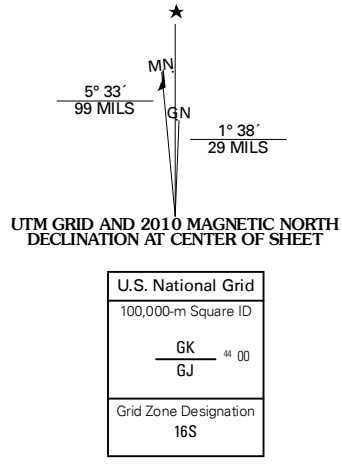 ★
MN
GN
5° 33´
99 MILS
1° 38´
29 MILS
UTM GRID AND 2010 MAGNETIC NORTH
DECLINATION AT CENTER OF SHEET
U.S. National Grid
100,000-m Square ID
GK
44 00
GJ
Grid Zone Designation
16S